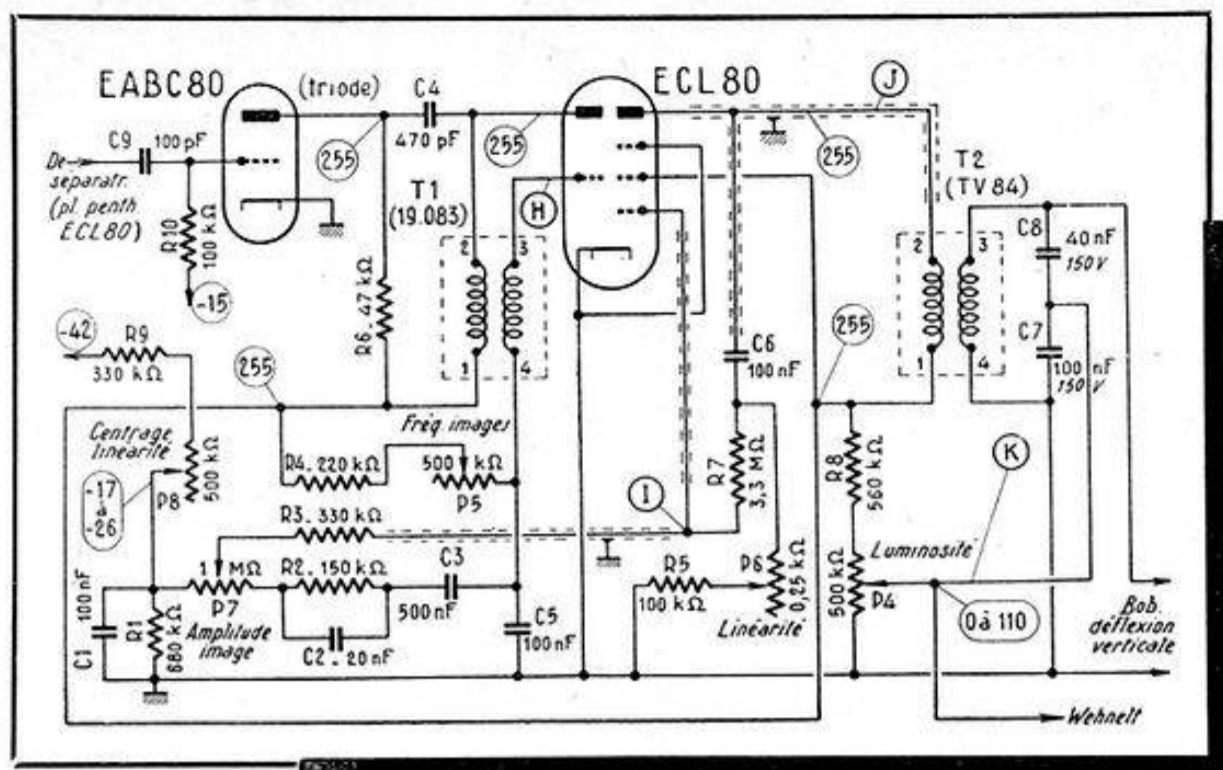 EABC80
(triode)
C4
470 pF
ECL80
J
C9
100 pF
De
separatr.
(pl. penth.
ECL80)
R10
100 kΩ
-15
255
255
255
T1
(19.083)
H
T2
(TV 84)
2
3
1
4
2
3
1
4
C8
40 nF
150 V
C7
100 nF
150 V
-42
R9
330 kΩ
R6. 47 kΩ
255
255
C6
100 nF
Centrage
linéarité
500 kΩ
P8
-17
à
-26
Fréq. images
R4. 220 kΩ
500 kΩ
P5
R3. 330 kΩ
I
R7
3,3 MΩ
R8
560 kΩ
K
Luminosité
1 MΩ
P7
Amplitude
image
R2. 150 kΩ
C3
500 nF
C2. 20 nF
C5
100 nF
R5
100 kΩ
P6
0,25 kΩ
Linéarité
500 kΩ
P4
0 à 110
100 nF
C1
R1
680 kΩ
Bob.
déflexion
verticale
Wehnelt